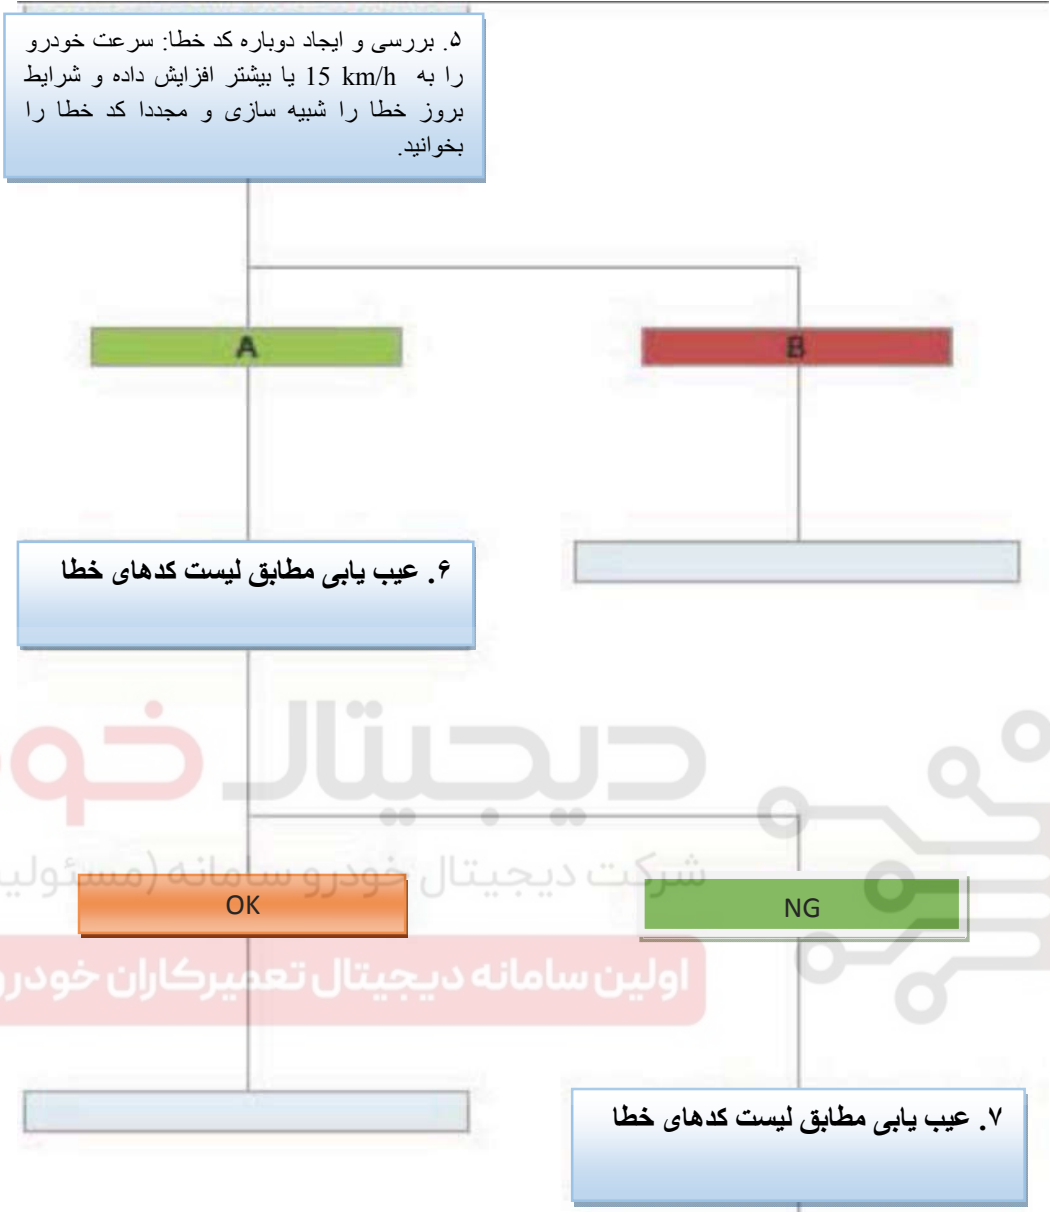 ۵. بررسی و ایجاد دوباره کد خطا: سرعت خودرو
را به 15 km/h یا بیشتر افزایش داده و شرایط
بروز خطا را شبیه سازی و مجددا کد خطا را
بخوانید.
A
B
۶. عیب یابی مطابق لیست کدهای خطا
دیجیتال خو
شرکت دیجیتال خودرو سامانه (مسئولی
OK
NG
اولین سامانه دیجیتال تعمیرکاران خودرو
۷. عیب یابی مطابق لیست کدهای خطا